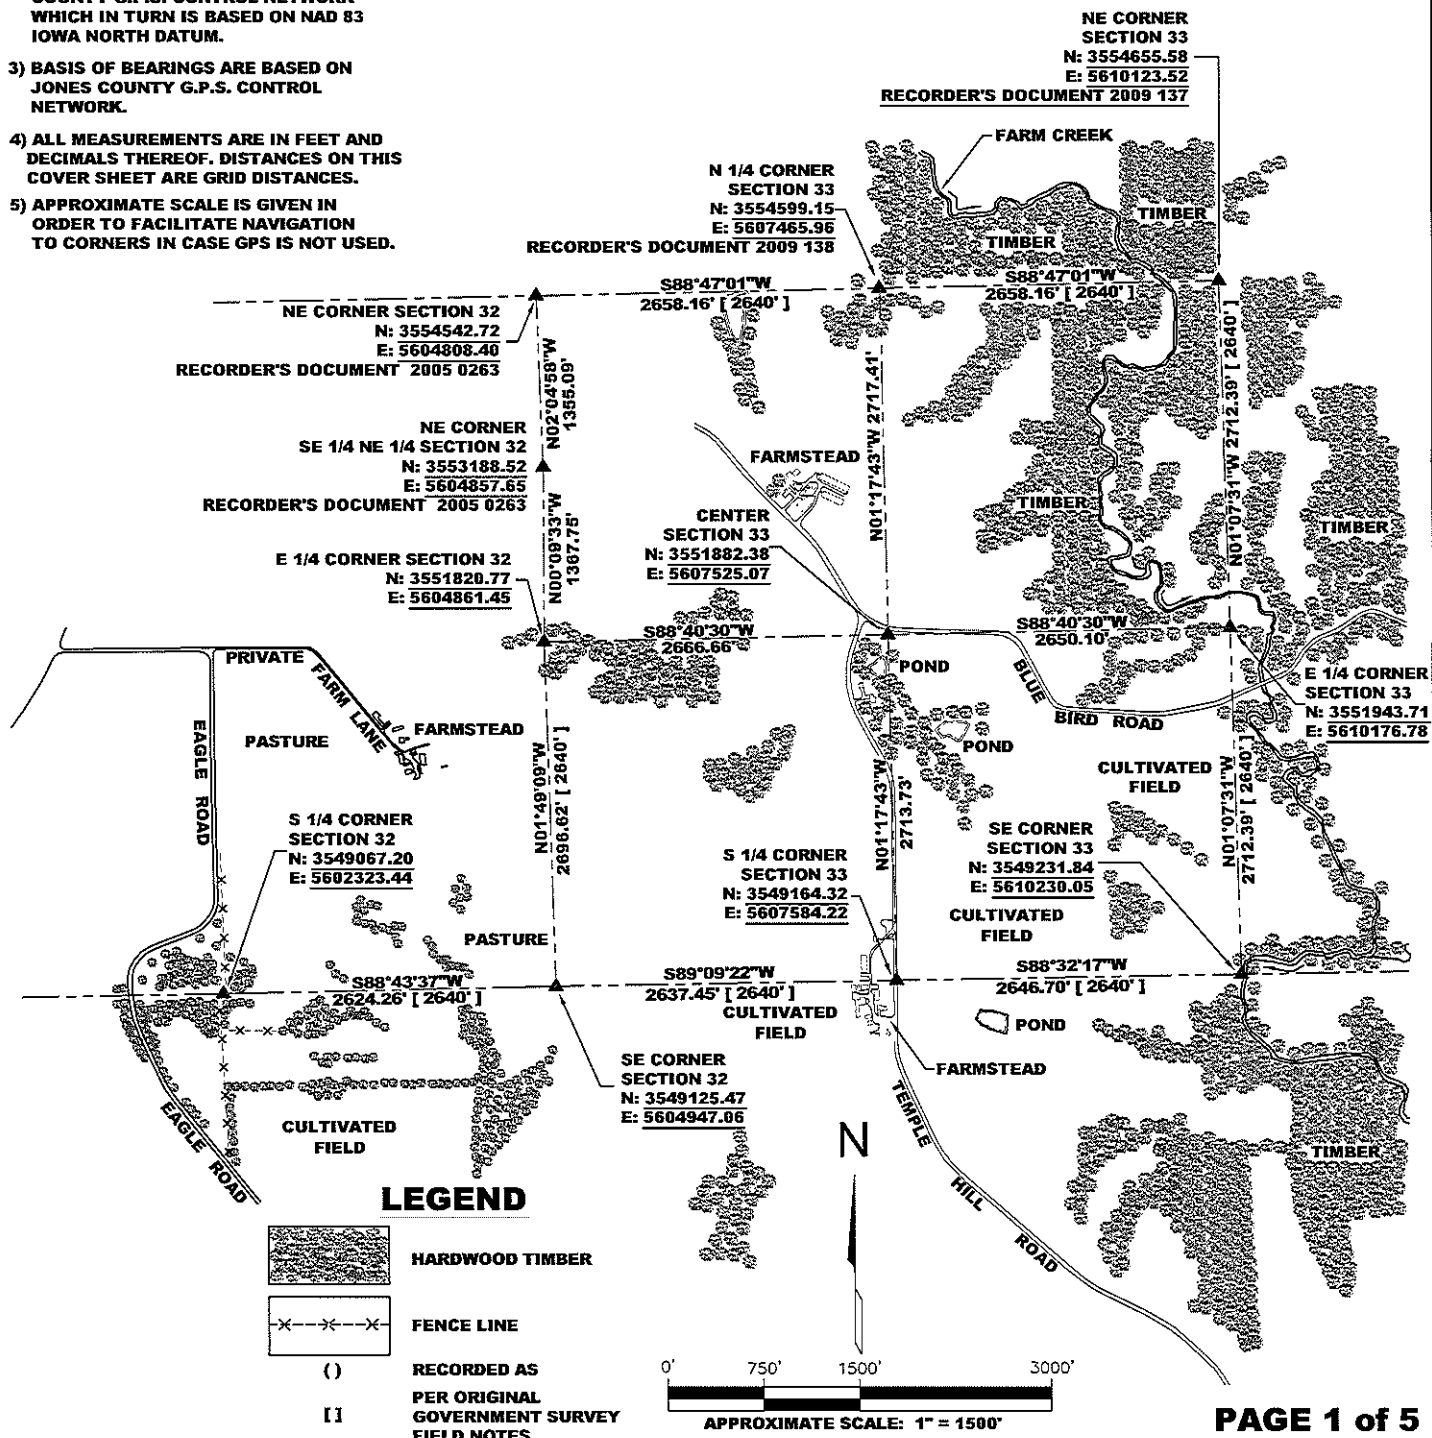 WHICH IN TURN IS BASED ON NAD 83
IOWA NORTH DATUM.
3) BASIS OF BEARINGS ARE BASED ON
JONES COUNTY G.P.S. CONTROL
NETWORK.
4) ALL MEASUREMENTS ARE IN FEET AND
DECIMALS THEREOF. DISTANCES ON THIS
COVER SHEET ARE GRID DISTANCES.
5) APPROXIMATE SCALE IS GIVEN IN
ORDER TO FACILITATE NAVIGATION
TO CORNERS IN CASE GPS IS NOT USED.
NE CORNER
SECTION 33
N: 3554655.58
E: 5610123.52
RECORDER'S DOCUMENT 2009 137
FARM CREEK
N 1/4 CORNER
SECTION 33
N: 3554599.15
E: 5607465.96
RECORDER'S DOCUMENT 2009 138
TIMBER
TIMBER
S88°47'01"W
2658.16' [ 2640' ]
S88°47'01"W
2658.16' [ 2640' ]
NE CORNER SECTION 32
N: 3554542.72
E: 5604808.40
RECORDER'S DOCUMENT 2005 0263
N02°04'58"W
1355.09'
N01°17'43"W 2717.41'
N01°07'31"W 2712.39' [ 2640' ]
NE CORNER
SE 1/4 NE 1/4 SECTION 32
N: 3553188.52
E: 5604857.65
RECORDER'S DOCUMENT 2005 0263
FARMSTEAD
TIMBER
TIMBER
CENTER
SECTION 33
N: 3551882.38
E: 5607525.07
N00°09'33"W
1367.75'
E 1/4 CORNER SECTION 32
N: 3551820.77
E: 5604861.45
S88°40'30"W
2666.66'
S88°40'30"W
2650.10'
PRIVATE
FARM LANE
FARMSTEAD
EAGLE ROAD
PASTURE
POND
POND
BLUE
BIRD ROAD
E 1/4 CORNER
SECTION 33
N: 3551943.71
E: 5610176.78
CULTIVATED
FIELD
N01°49'09"W
2696.62' [ 2640' ]
N01°17'43"W
2713.73'
N01°07'31"W
2712.39' [ 2640' ]
S 1/4 CORNER
SECTION 32
N: 3549067.20
E: 5602323.44
S 1/4 CORNER
SECTION 33
N: 3549164.32
E: 5607584.22
SE CORNER
SECTION 33
N: 3549231.84
E: 5610230.05
CULTIVATED
FIELD
PASTURE
S88°43'37"W
2624.26' [ 2640' ]
S89°09'22"W
2637.45' [ 2640' ]
S88°32'17"W
2646.70' [ 2640' ]
CULTIVATED
FIELD
POND
FARMSTEAD
SE CORNER
SECTION 32
N: 3549125.47
E: 5604947.06
EAGLE ROAD
CULTIVATED
FIELD
TEMPLE
HILL
ROAD
TIMBER
N
LEGEND
HARDWOOD TIMBER
FENCE LINE
( ) RECORDED AS
[ ] PER ORIGINAL
GOVERNMENT SURVEY
FIELD NOTES
0' 750' 1500' 3000'
APPROXIMATE SCALE: 1" = 1500'
PAGE 1 of 5